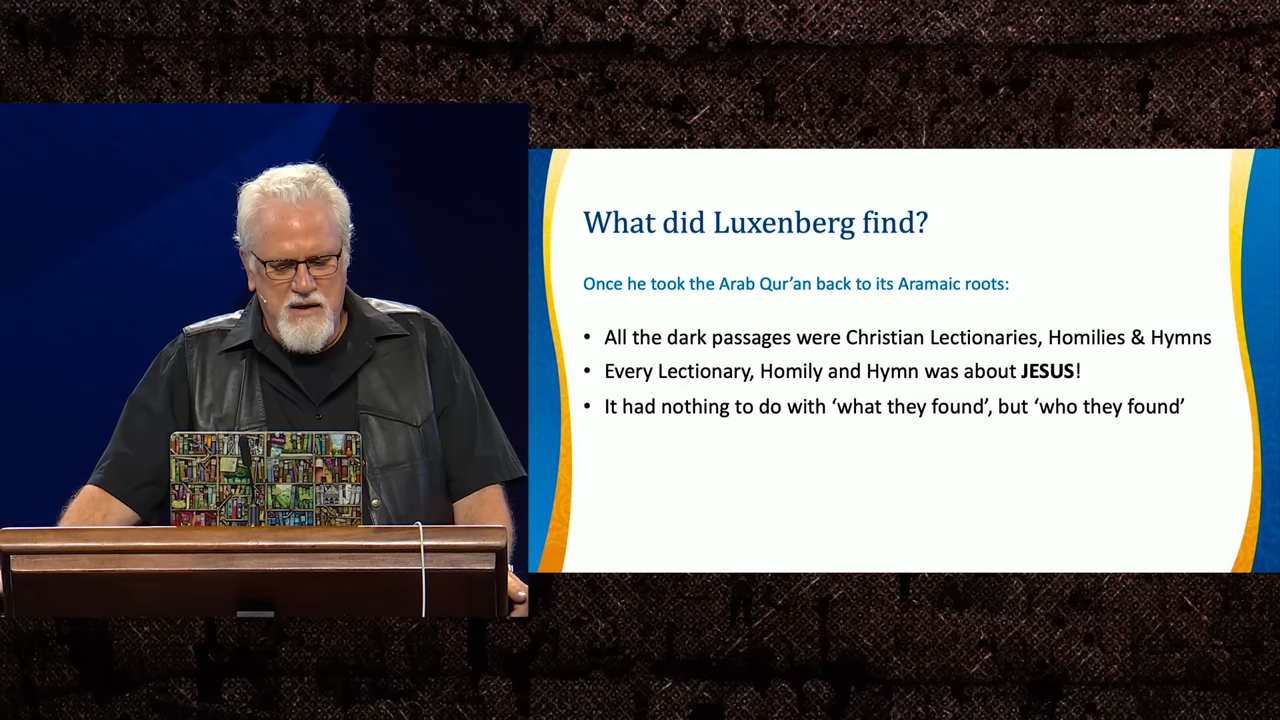 What did Luxenberg find?
Once he took the Arab Qur’an back to its Aramaic roots:
• All the dark passages were Christian Lectionaries, Homilies & Hymns
• Every Lectionary, Homily and Hymn was about JESUS!
• It had nothing to do with ‘what they found’, but ‘who they found’